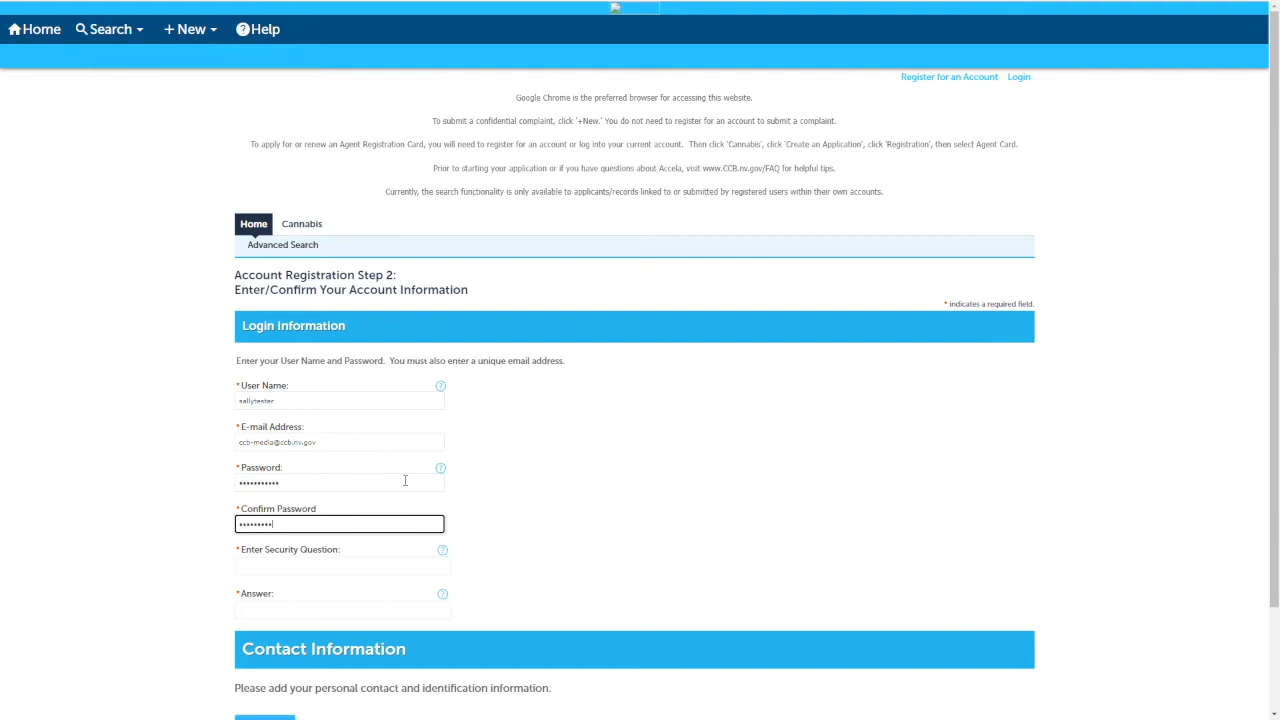 Home Search + New Help
Register for an Account Login
Google Chrome is the preferred browser for accessing this website.
To submit a confidential complaint, click '+New.' You do not need to register for an account to submit a complaint.
To apply for or renew an Agent Registration Card, you will need to register for an account or log into your current account. Then click 'Cannabis', click 'Create an Application', click 'Registration', then select Agent Card.
Prior to starting your application or if you have questions about Accela, visit www.CCB.nv.gov/FAQ for helpful tips.
Currently, the search functionality is only available to applicants/records linked to or submitted by registered users within their own accounts.
Home Cannabis
Advanced Search
Account Registration Step 2:
Enter/Confirm Your Account Information
* indicates a required field.
Login Information
Enter your User Name and Password. You must also enter a unique email address.
* User Name:
sallytester
* E-mail Address:
ccb-media@ccb.nv.gov
* Password:
•••••••••••
* Confirm Password
•••••••••
* Enter Security Question:
* Answer:
Contact Information
Please add your personal contact and identification information.